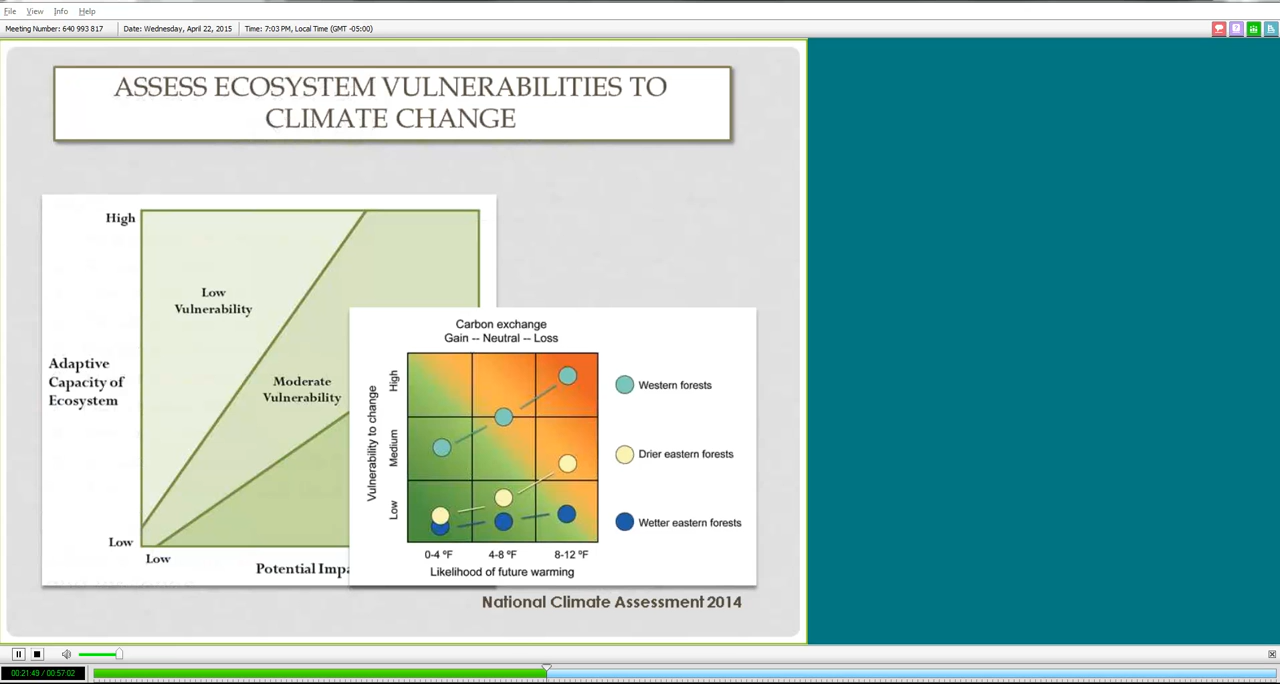 File View Info Help
Meeting Number: 640 993 817 Date: Wednesday, April 22, 2015 Time: 7:03 PM, Local Time (GMT -05:00)
ASSESS ECOSYSTEM VULNERABILITIES TO
CLIMATE CHANGE
High
Low
Vulnerability
Adaptive
Capacity of
Ecosystem
Moderate
Vulnerability
Low
Low
Potential Impa
Carbon exchange
Gain -- Neutral -- Loss
Vulnerability to change
High
Medium
Low
Western forests
Drier eastern forests
Wetter eastern forests
0-4 ºF 4-8 ºF 8-12 ºF
Likelihood of future warming
National Climate Assessment 2014
00:21:49 / 00:57:02